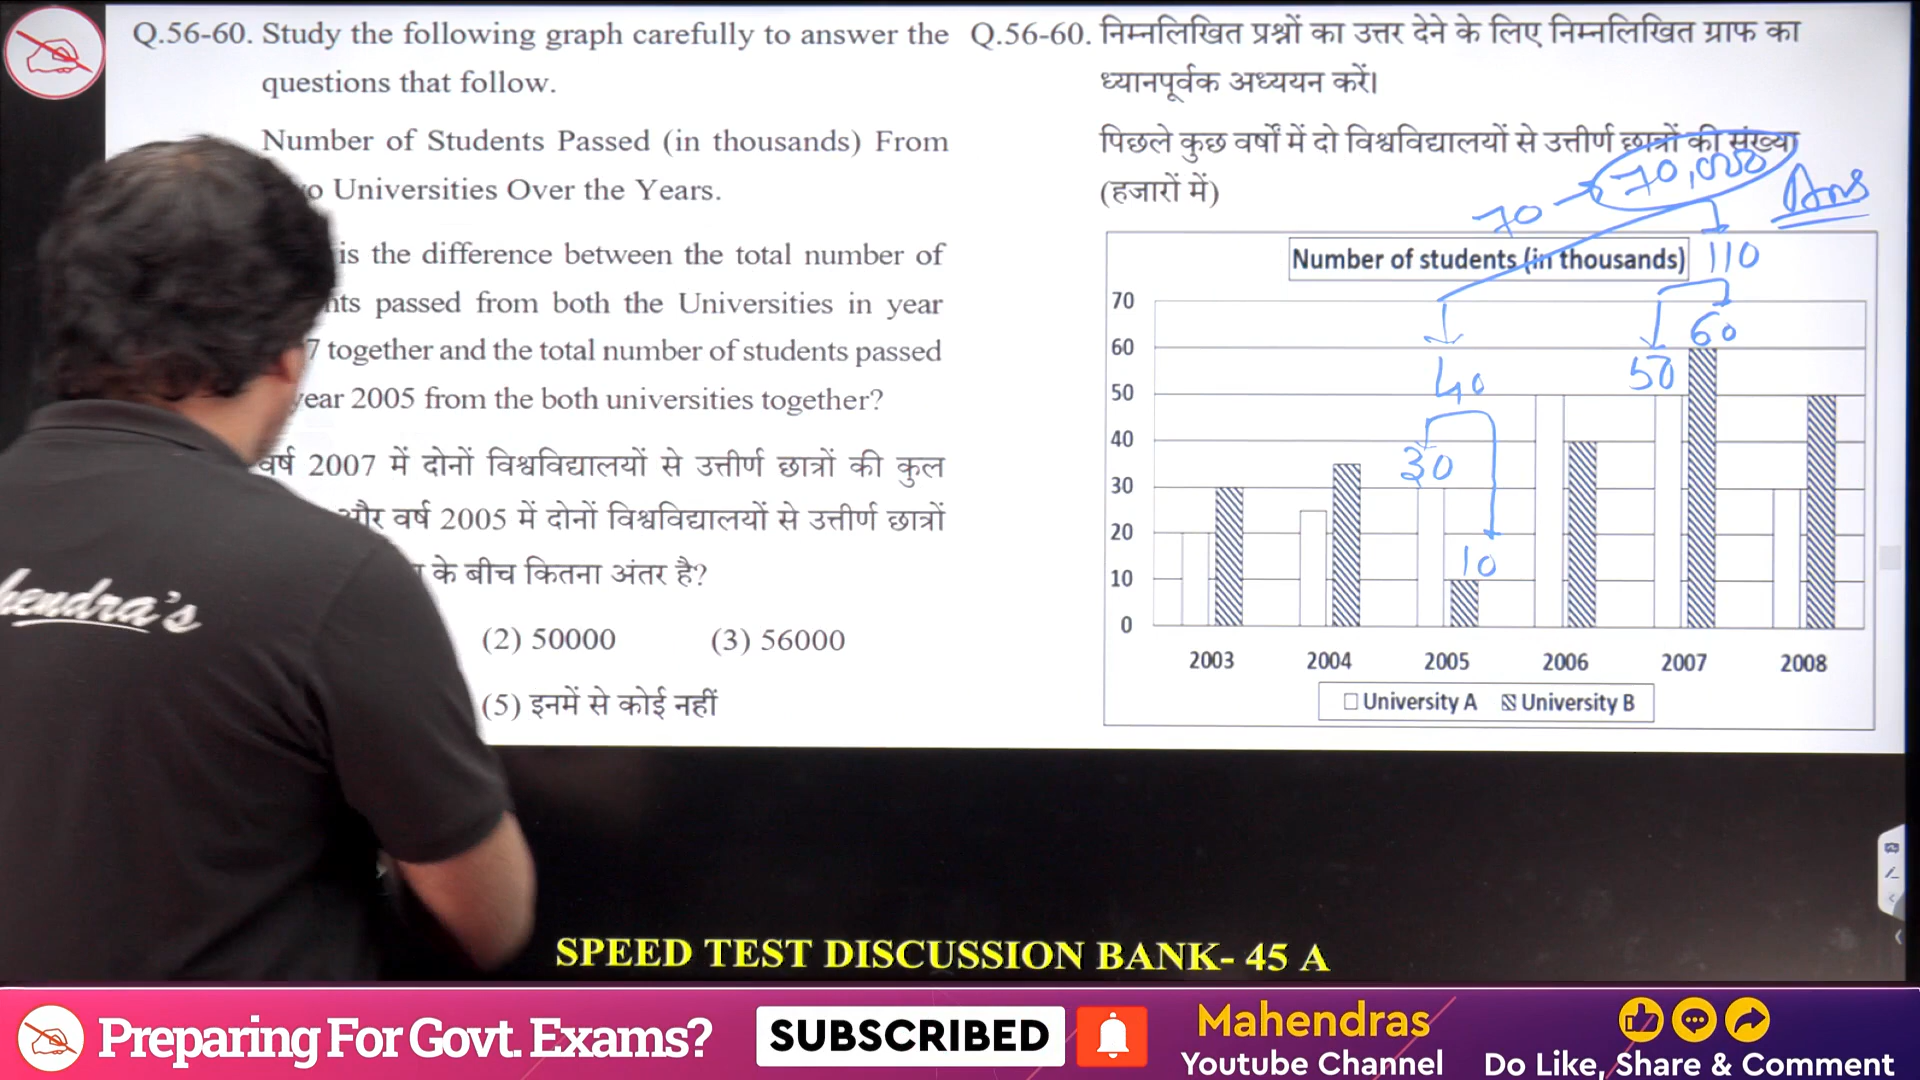 Q.56-60. Study the following graph carefully to answer the
questions that follow.
Number of Students Passed (in thousands) From
o Universities Over the Years.
is the difference between the total number of
nts passed from both the Universities in year
7 together and the total number of students passed
year 2005 from the both universities together?
वर्ष 2007 में दोनों विश्वविद्यालयों से उत्तीर्ण छात्रों की कुल
और वर्ष 2005 में दोनों विश्वविद्यालयों से उत्तीर्ण छात्रों
के बीच कितना अंतर है?
(2) 50000 (3) 56000
(5) इनमें से कोई नहीं
Q.56-60. निम्नलिखित प्रश्नों का उत्तर देने के लिए निम्नलिखित ग्राफ का
ध्यानपूर्वक अध्ययन करें।
पिछले कुछ वर्षों में दो विश्वविद्यालयों से उत्तीर्ण छात्रों की संख्या
(हजारों में)
70 70,000 Ans
Number of students (in thousands) 110
70
60
50
40
30
20
10
0
60
50
40
30
10
2003 2004 2005 2006 2007 2008
University A University B
hendra's
SPEED TEST DISCUSSION BANK- 45 A
Preparing For Govt. Exams?
SUBSCRIBED
Mahendras
Youtube Channel
Do Like, Share & Comment